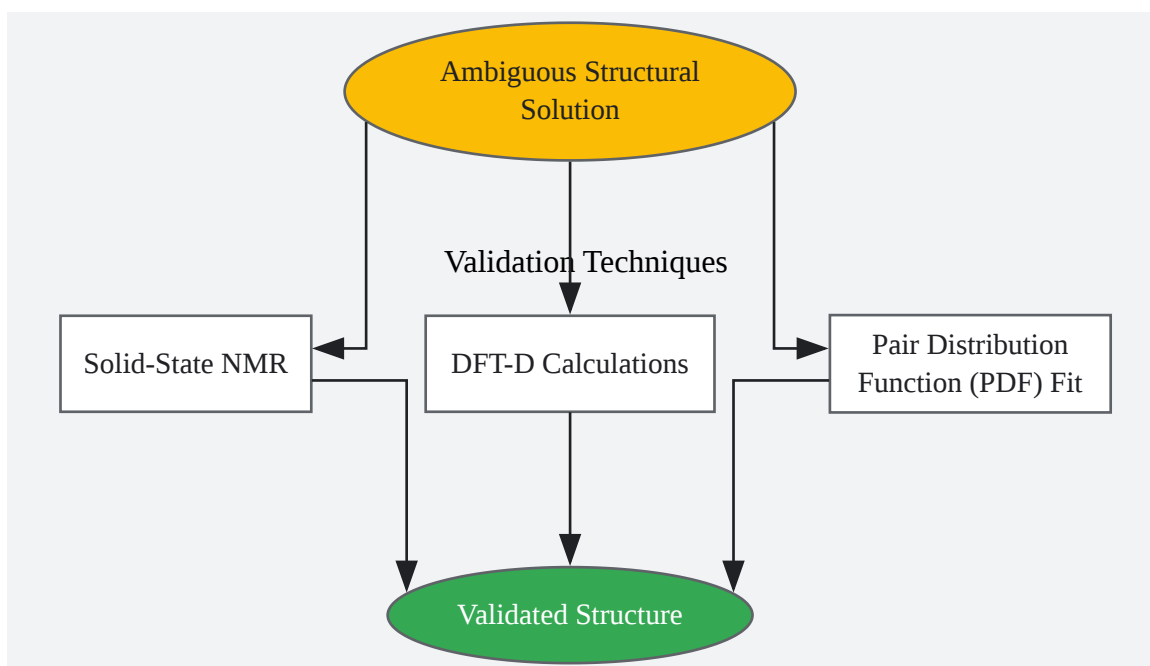 Ambiguous Structural
Solution
Validation Techniques
Solid-State NMR
DFT-D Calculations
Pair Distribution
Function (PDF) Fit
Validated Structure